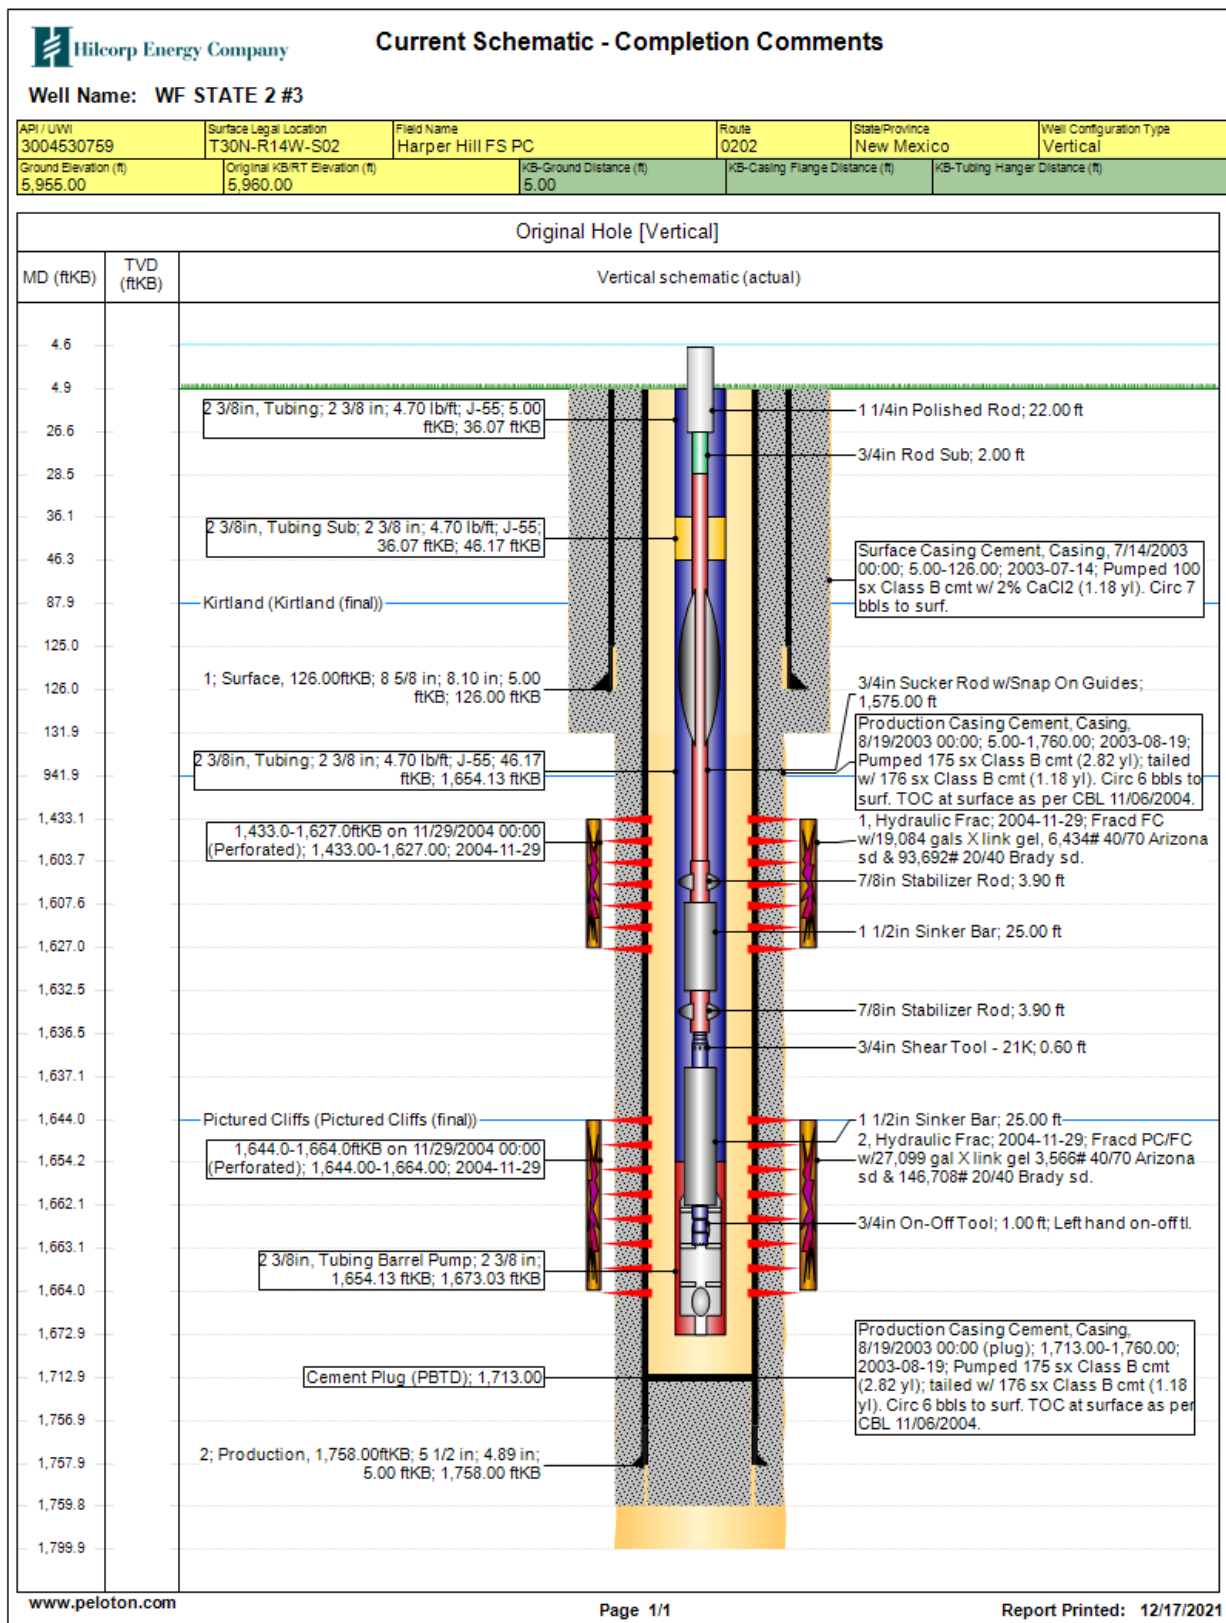 Hilcorp Energy Company
Current Schematic - Completion Comments
Well Name: WF STATE 2 #3
API / UWI
3004530759
Surface Legal Location
T30N-R14W-S02
Field Name
Harper Hill FS PC
Route
0202
State/Province
New Mexico
Well Configuration Type
Vertical
Ground Elevation (ft)
5,955.00
Original KB/RT Elevation (ft)
5,960.00
KB-Ground Distance (ft)
5.00
KB-Casing Flange Distance (ft)
KB-Tubing Hanger Distance (ft)
Original Hole [Vertical]
MD (ftKB)
TVD
(ftKB)
Vertical schematic (actual)
4.6
4.9
26.6
28.5
36.1
46.3
87.9
125.0
126.0
131.9
941.9
1,433.1
1,603.7
1,607.6
1,627.0
1,632.5
1,636.5
1,637.1
1,644.0
1,654.2
1,662.1
1,663.1
1,664.0
1,672.9
1,712.9
1,756.9
1,757.9
1,759.8
1,799.9
2 3/8in, Tubing; 2 3/8 in; 4.70 lb/ft; J-55; 5.00
ftKB; 36.07 ftKB
2 3/8in, Tubing Sub; 2 3/8 in; 4.70 lb/ft; J-55;
36.07 ftKB; 46.17 ftKB
Kirtland (Kirtland (final))
1; Surface, 126.00ftKB; 8 5/8 in; 8.10 in; 5.00
ftKB; 126.00 ftKB
2 3/8in, Tubing; 2 3/8 in; 4.70 lb/ft; J-55; 46.17
ftKB; 1,654.13 ftKB
1,433.0-1,627.0ftKB on 11/29/2004 00:00
(Perforated); 1,433.00-1,627.00; 2004-11-29
Pictured Cliffs (Pictured Cliffs (final))
1,644.0-1,664.0ftKB on 11/29/2004 00:00
(Perforated); 1,644.00-1,664.00; 2004-11-29
2 3/8in, Tubing Barrel Pump; 2 3/8 in;
1,654.13 ftKB; 1,673.03 ftKB
Cement Plug (PBTD); 1,713.00
2; Production, 1,758.00ftKB; 5 1/2 in; 4.89 in;
5.00 ftKB; 1,758.00 ftKB
1 1/4in Polished Rod; 22.00 ft
3/4in Rod Sub; 2.00 ft
Surface Casing Cement, Casing, 7/14/2003
00:00; 5.00-126.00; 2003-07-14; Pumped 100
sx Class B cmt w/ 2% CaCl2 (1.18 yl). Circ 7
bbls to surf.
3/4in Sucker Rod w/Snap On Guides;
1,575.00 ft
Production Casing Cement, Casing,
8/19/2003 00:00; 5.00-1,760.00; 2003-08-19;
Pumped 175 sx Class B cmt (2.82 yl); tailed
w/ 176 sx Class B cmt (1.18 yl). Circ 6 bbls to
surf. TOC at surface as per CBL 11/06/2004.
1, Hydraulic Frac; 2004-11-29; Fracd FC
w/19,084 gals X link gel, 6,434# 40/70 Arizona
sd & 93,692# 20/40 Brady sd.
7/8in Stabilizer Rod; 3.90 ft
1 1/2in Sinker Bar; 25.00 ft
7/8in Stabilizer Rod; 3.90 ft
3/4in Shear Tool - 21K; 0.60 ft
1 1/2in Sinker Bar; 25.00 ft
2, Hydraulic Frac; 2004-11-29; Fracd PC/FC
w/27,099 gal X link gel 3,566# 40/70 Arizona
sd & 146,708# 20/40 Brady sd.
3/4in On-Off Tool; 1.00 ft; Left hand on-off tl.
Production Casing Cement, Casing,
8/19/2003 00:00 (plug); 1,713.00-1,760.00;
2003-08-19; Pumped 175 sx Class B cmt
(2.82 yl); tailed w/ 176 sx Class B cmt (1.18
yl). Circ 6 bbls to surf. TOC at surface as per
CBL 11/06/2004.
www.peloton.com
Page 1/1
Report Printed: 12/17/2021